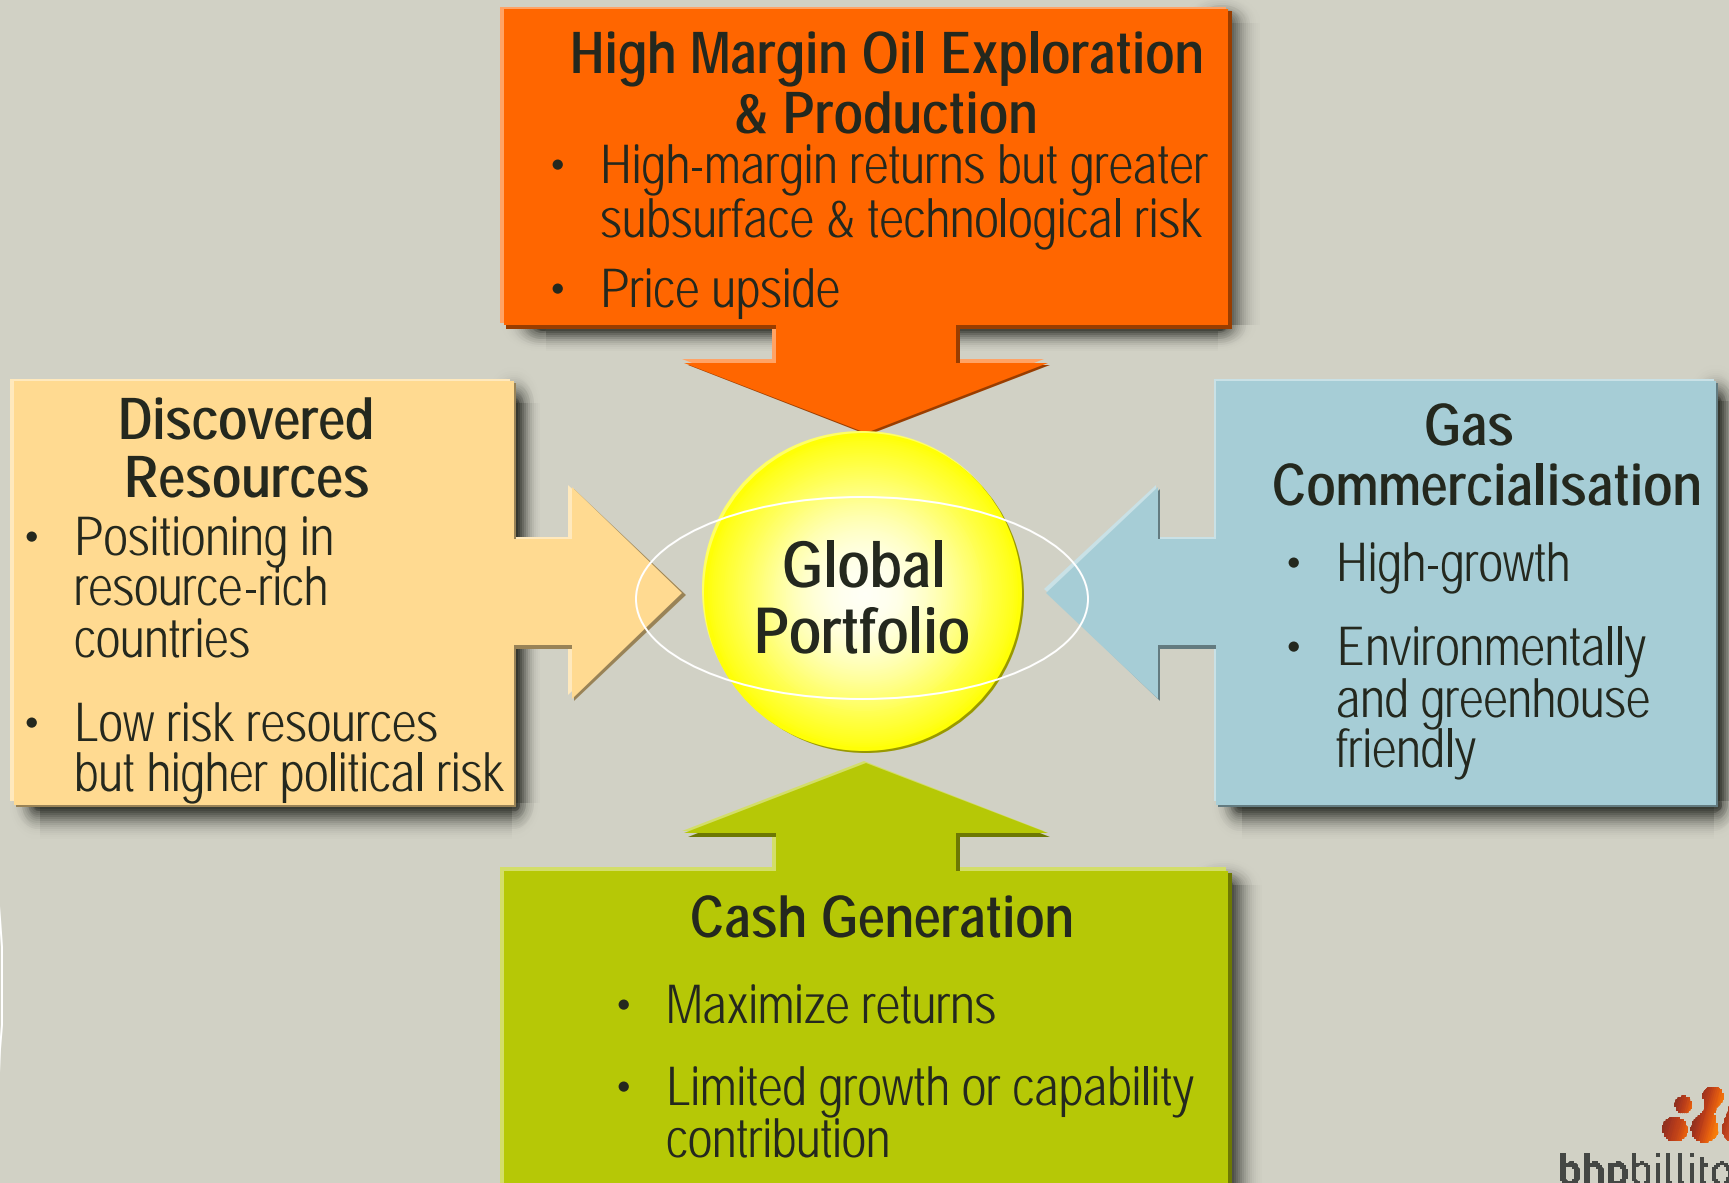 High Margin Oil Exploration
& Production
• High-margin returns but greater
subsurface & technological risk
• Price upside
Discovered
Resources
• Positioning in
resource-rich
countries
• Low risk resources
but higher political risk
Global
Portfolio
Gas
Commercialisation
• High-growth
• Environmentally
and greenhouse
friendly
Cash Generation
• Maximize returns
• Limited growth or capability
contribution